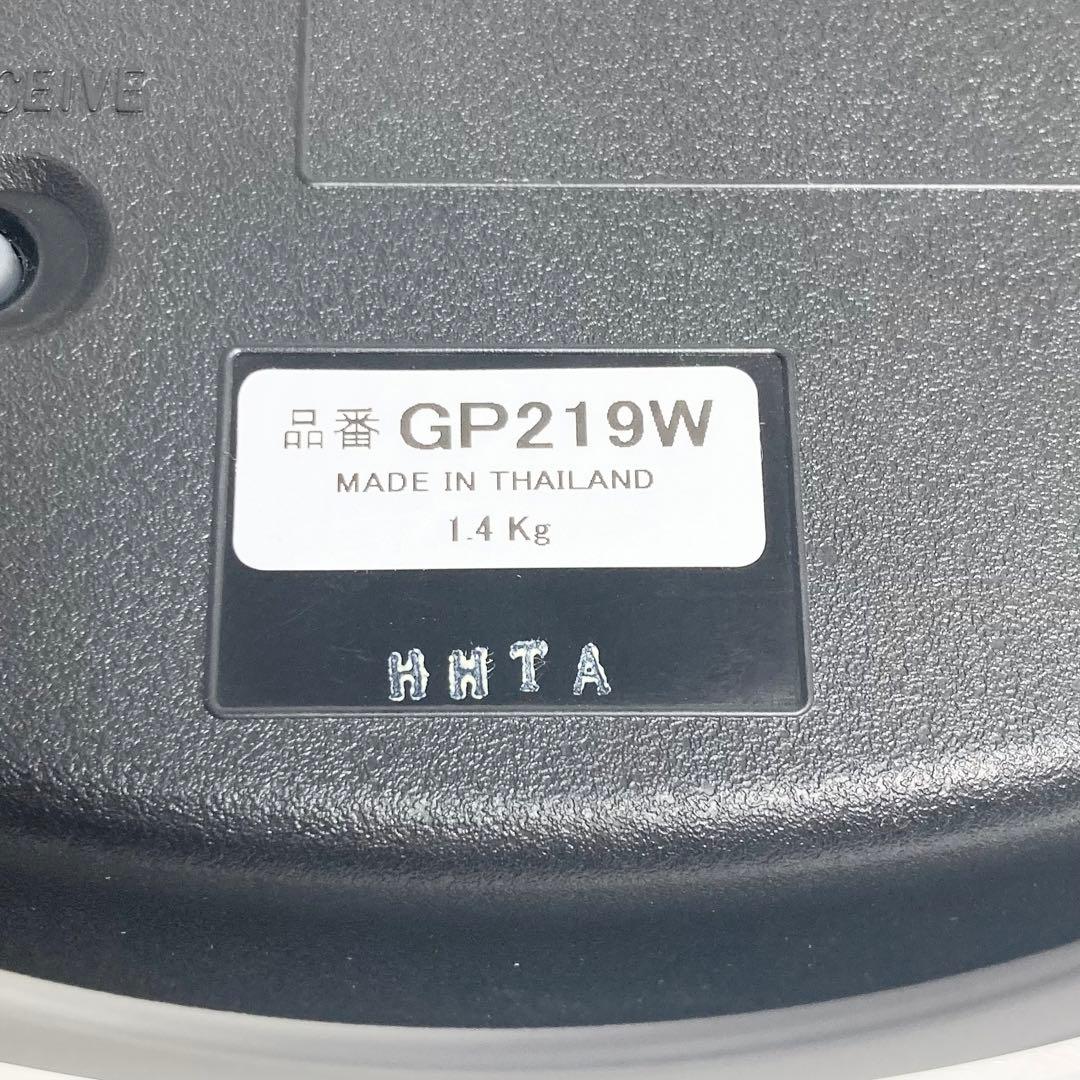 CEIVE
品番 GP219W
MADE IN THAILAND
1.4 Kg
HHTA